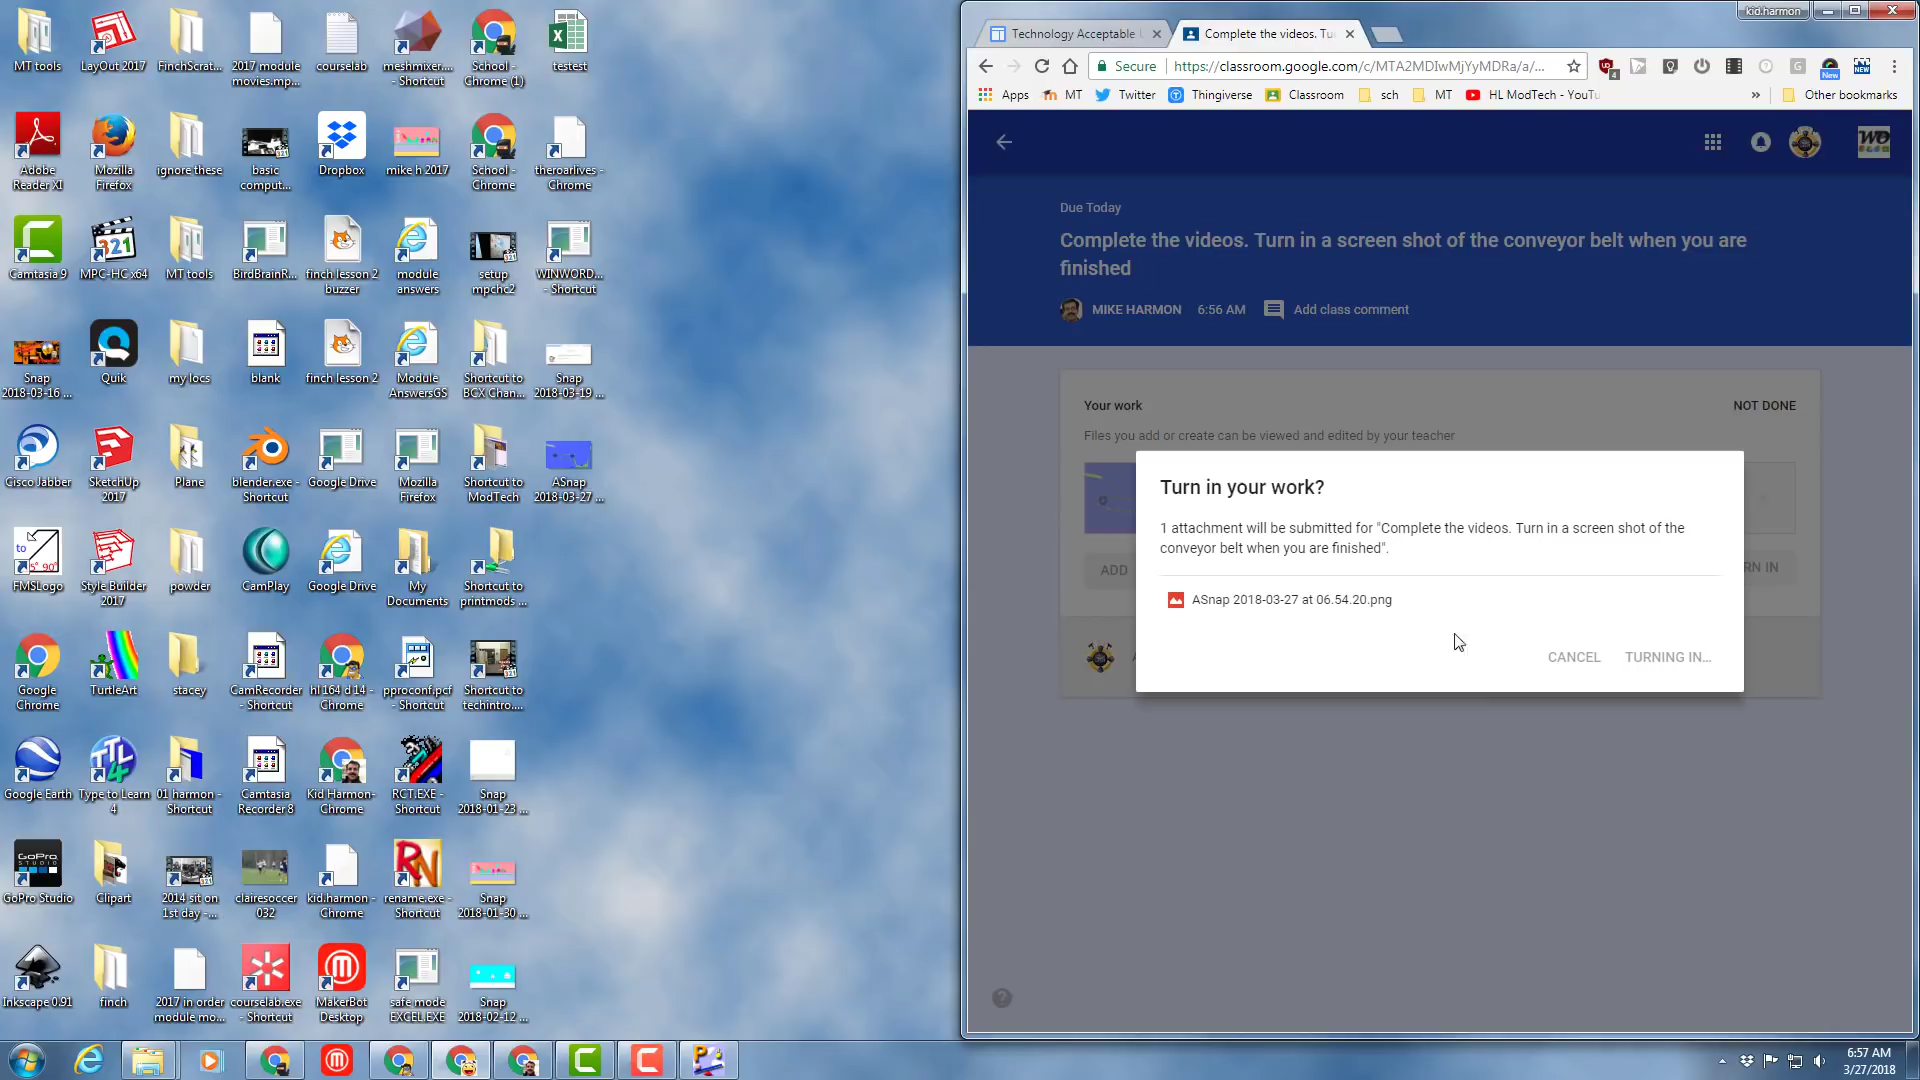 MT tools
LayOut 2017
FinchScrat...
2017 module
movies.mp...
courselab
meshmixer....
- Shortcut
School -
Chrome (1)
testest
Adobe
Reader XI
Mozilla
Firefox
ignore these
basic
comput...
Dropbox
mike h 2017
School -
Chrome
theroarlives -
Chrome
Camtasia 9
MPC-HC x64
MT tools
BirdBrainR...
finch lesson 2
buzzer
module
answers
setup
mpchc2
WINWORD...
- Shortcut
Snap
2018-03-16 ...
Quik
my locs
blank
finch lesson 2
Module
AnswersGS
Shortcut to
BCX Chan...
Snap
2018-03-19 ...
Cisco Jabber
SketchUp
2017
Plane
blender.exe -
Shortcut
Google Drive
Mozilla
Firefox
Shortcut to
ModTech
ASnap
2018-03-27 ...
FMSLogo
Style Builder
2017
powder
CamPlay
Google Drive
My
Documents
Shortcut to
printmods ...
Google
Chrome
TurtleArt
stacey
CamRecorder
- Shortcut
hl 164 d 14 -
Chrome
pproconf.pcf
- Shortcut
Shortcut to
techintro....
Google Earth
Type to Learn
4
01 harmon -
Shortcut
Camtasia
Recorder 8
Kid Harmon-
Chrome
RCT.EXE -
Shortcut
Snap
2018-01-23 ...
GoPro Studio
Clipart
2014 sit on
1st day -...
clairesoccer
032
kid.harmon -
Chrome
rename.exe -
Shortcut
Snap
2018-01-30 ...
Inkscape 0.91
finch
2017 in order
module mo...
courselab.exe
- Shortcut
MakerBot
Desktop
safe mode
EXCEL.EXE
Snap
2018-02-12 ...
kid.harmon
Technology Acceptable
Complete the videos. Tu
Secure
https://classroom.google.com/c/MTA2MDIwMjYyMDRa/a/...
4
New
NEW
Apps
MT
Twitter
Thingiverse
Classroom
sch
MT
HL ModTech - YouTu
»
Other bookmarks
Due Today
Complete the videos. Turn in a screen shot of the conveyor belt when you are
finished
MIKE HARMON 6:56 AM Add class comment
Your work
NOT DONE
Files you add or create can be viewed and edited by your teacher
ADD
RN IN
Turn in your work?
1 attachment will be submitted for "Complete the videos. Turn in a screen shot of the
conveyor belt when you are finished".
ASnap 2018-03-27 at 06.54.20.png
CANCEL TURNING IN...
6:57 AM
3/27/2018